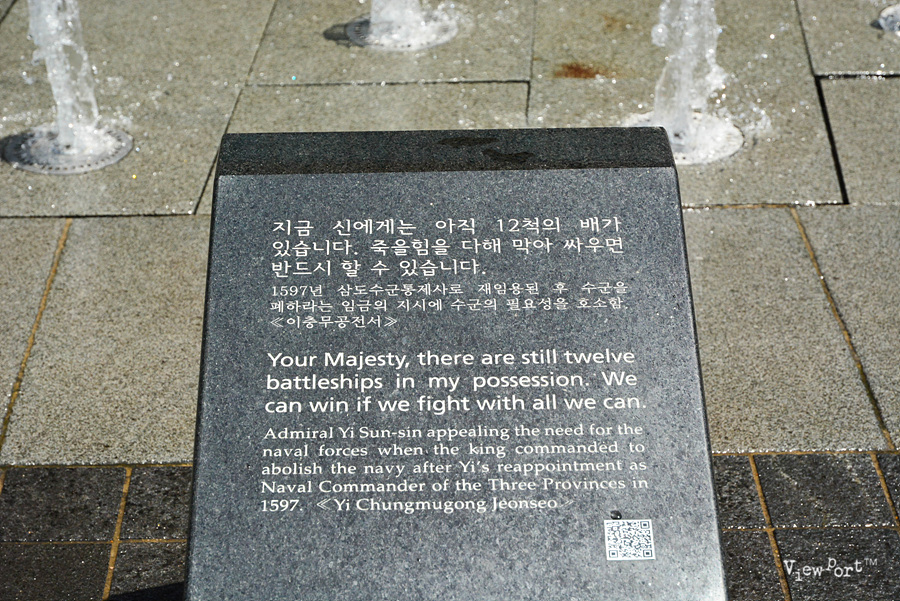 지금 신에게는 아직 12척의 배가
있습니다. 죽을힘을 다해 막아 싸우면
반드시 할 수 있습니다.
1597년 삼도수군통제사로 재임용된 후 수군을
폐하라는 임금의 지시에 수군의 필요성을 호소함.
≪이충무공전서≫
Your Majesty, there are still twelve
battleships in my possession. We
can win if we fight with all we can.
Admiral Yi Sun-sin appealing the need for the
naval forces when the king commanded to
abolish the navy after Yi's reappointment as
Naval Commander of the Three Provinces in
1597. ≪Yi Chungmugong Jeonseo≫
ViewPort™